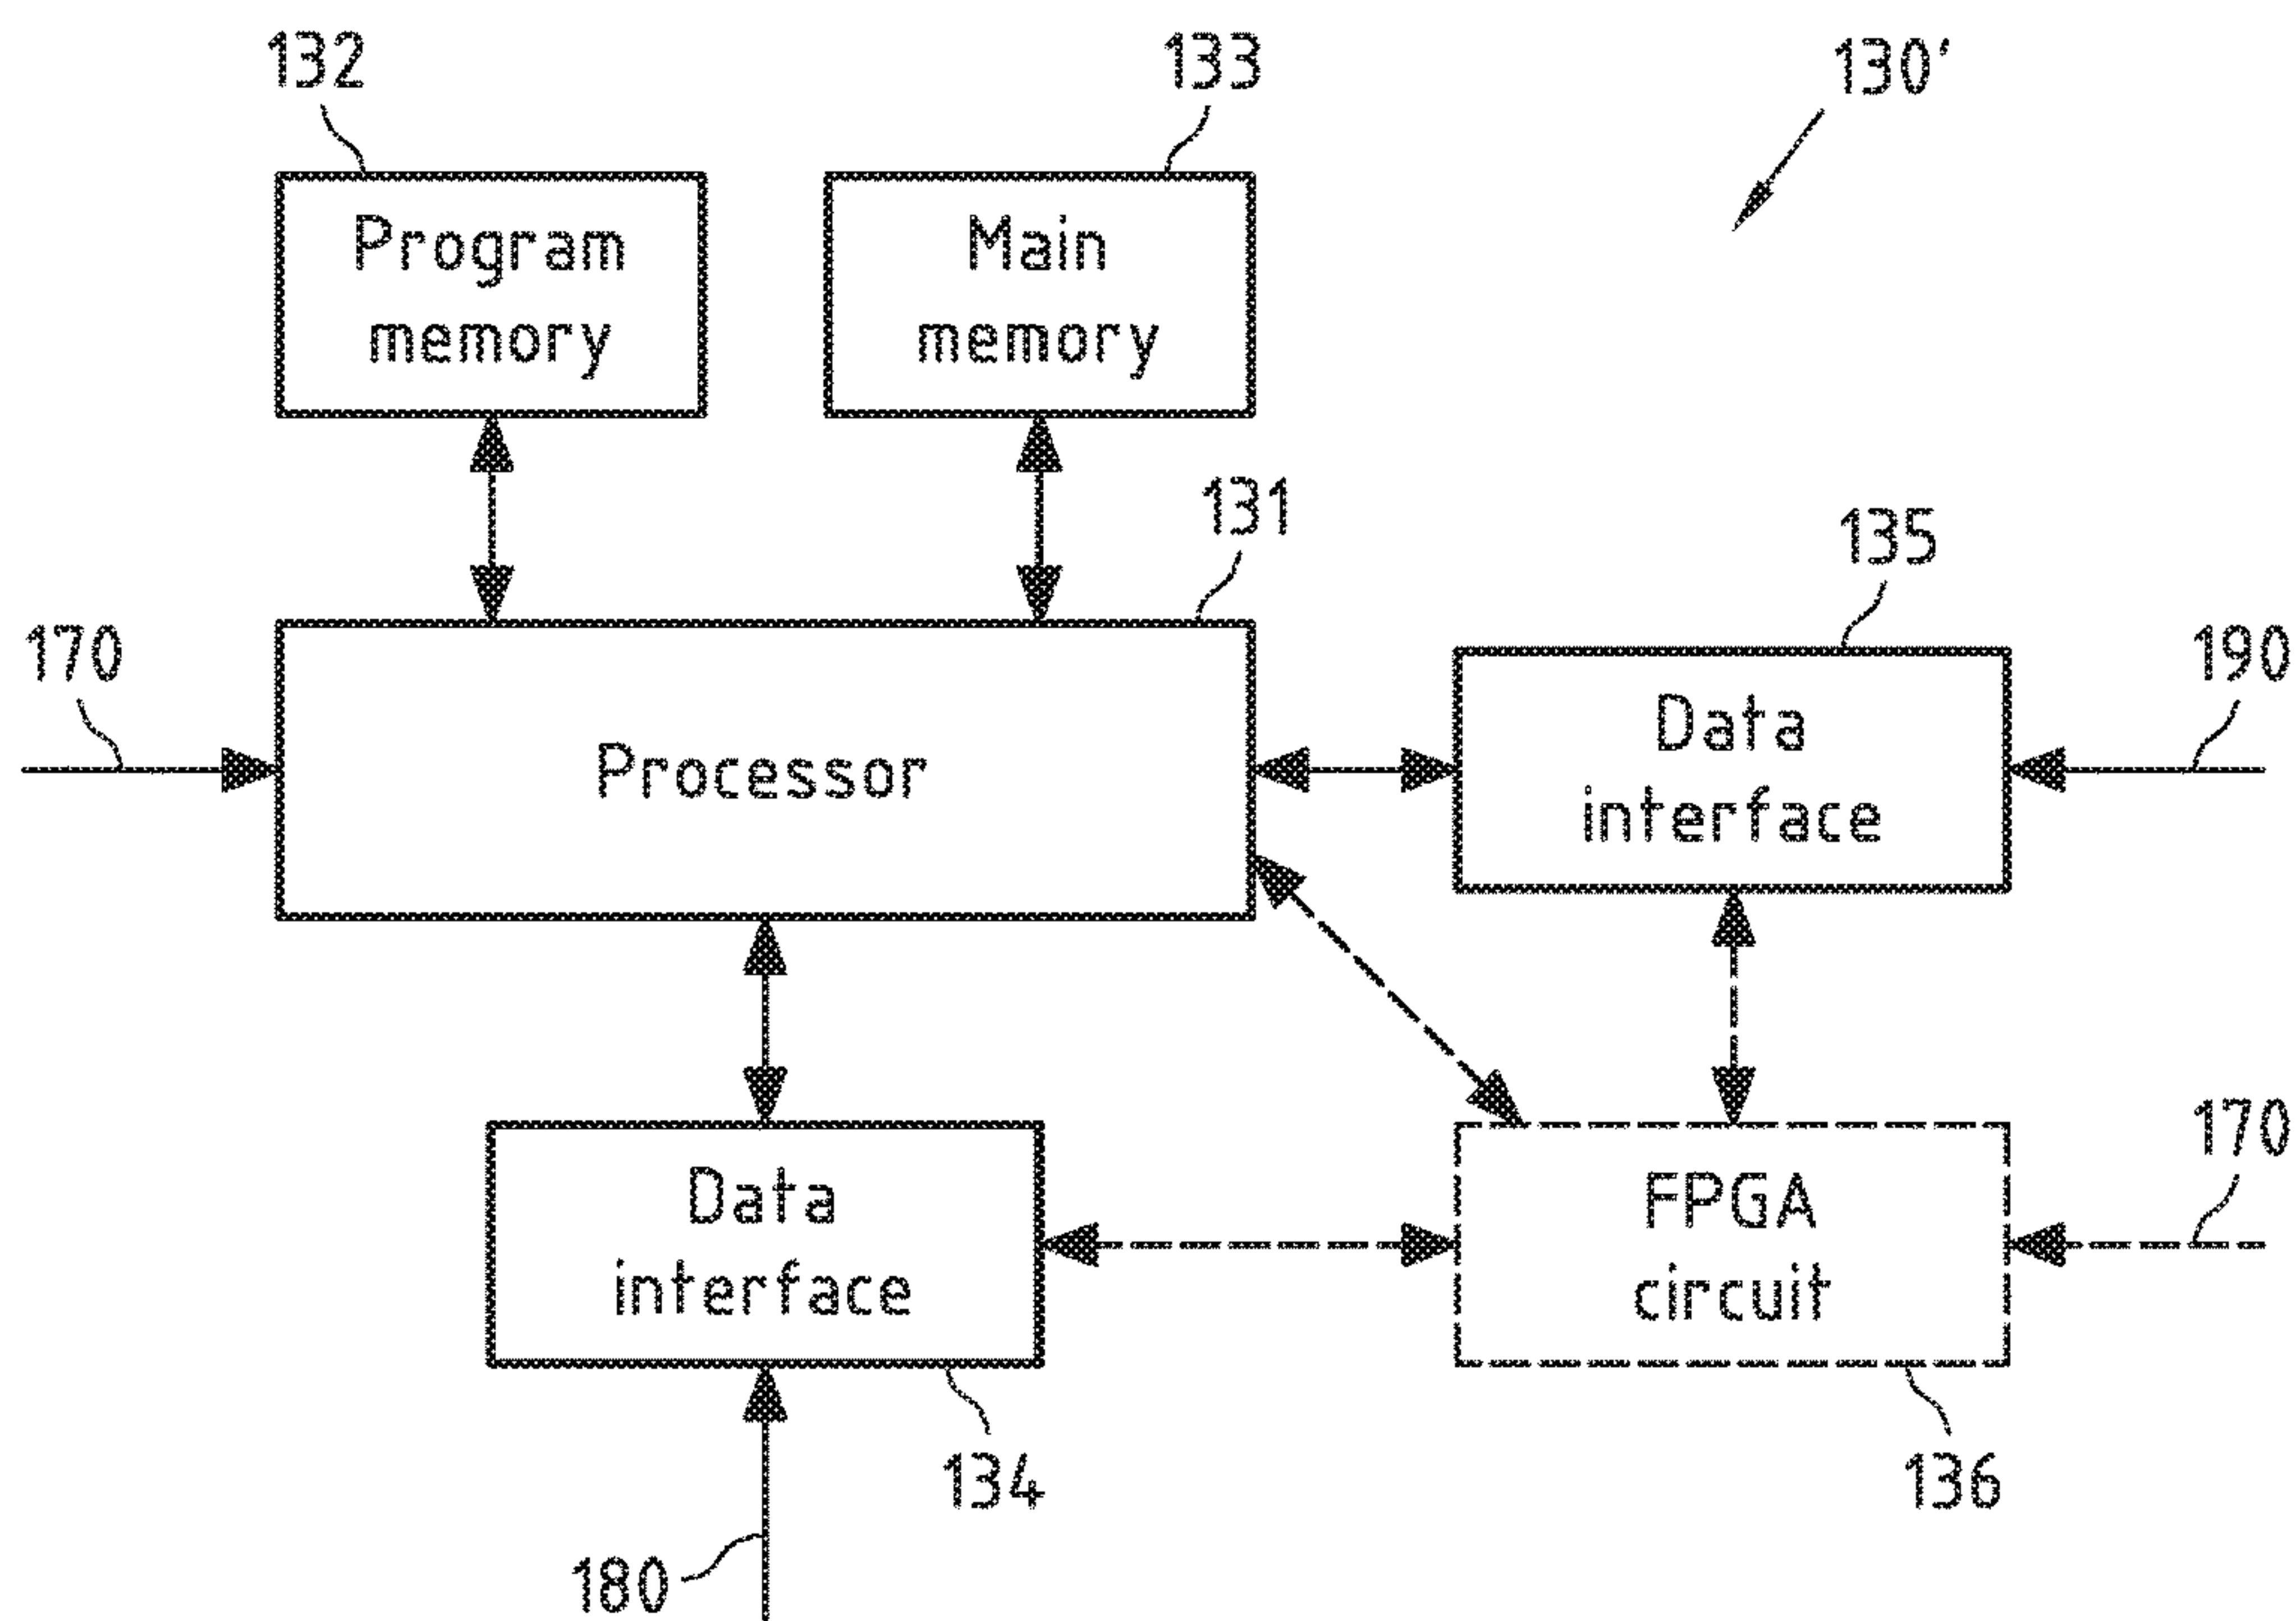 132
133
130'
Program
memory
Main
memory
131
135
170
190
Processor
Data
interface
170
Data
interface
FPGA
circuit
134
136
180